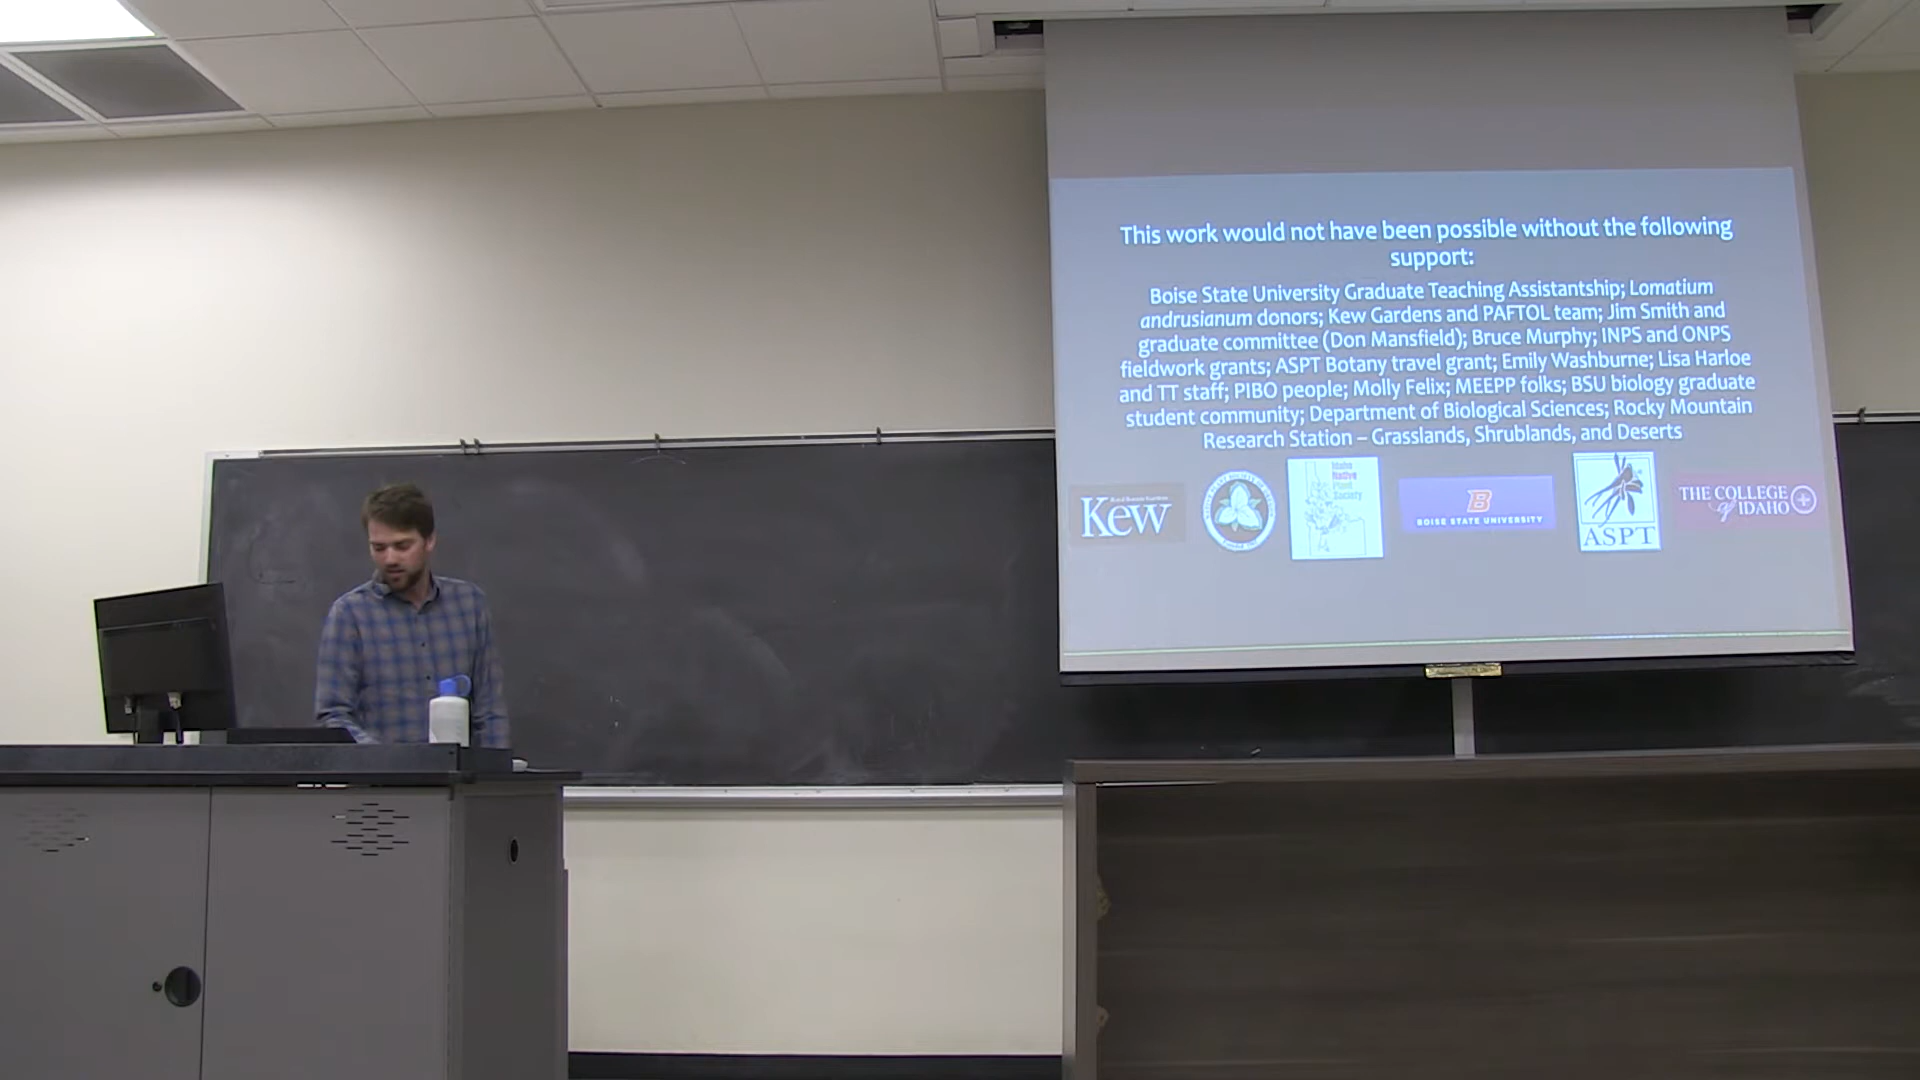 This work would not have been possible without the following
support:
Boise State University Graduate Teaching Assistantship; Lomatium
andrusianum donors; Kew Gardens and PAFTOL team; Jim Smith and
graduate committee (Don Mansfield); Bruce Murphy; INPS and ONPS
fieldwork grants; ASPT Botany travel grant; Emily Washburne; Lisa Harloe
and TT staff; PIBO people; Molly Felix; MEEPP folks; BSU biology graduate
student community; Department of Biological Sciences; Rocky Mountain
Research Station – Grasslands, Shrublands, and Deserts
Kew
Idaho
Native
Plant
Society
B
BOISE STATE UNIVERSITY
ASPT
THE COLLEGE
of IDAHO